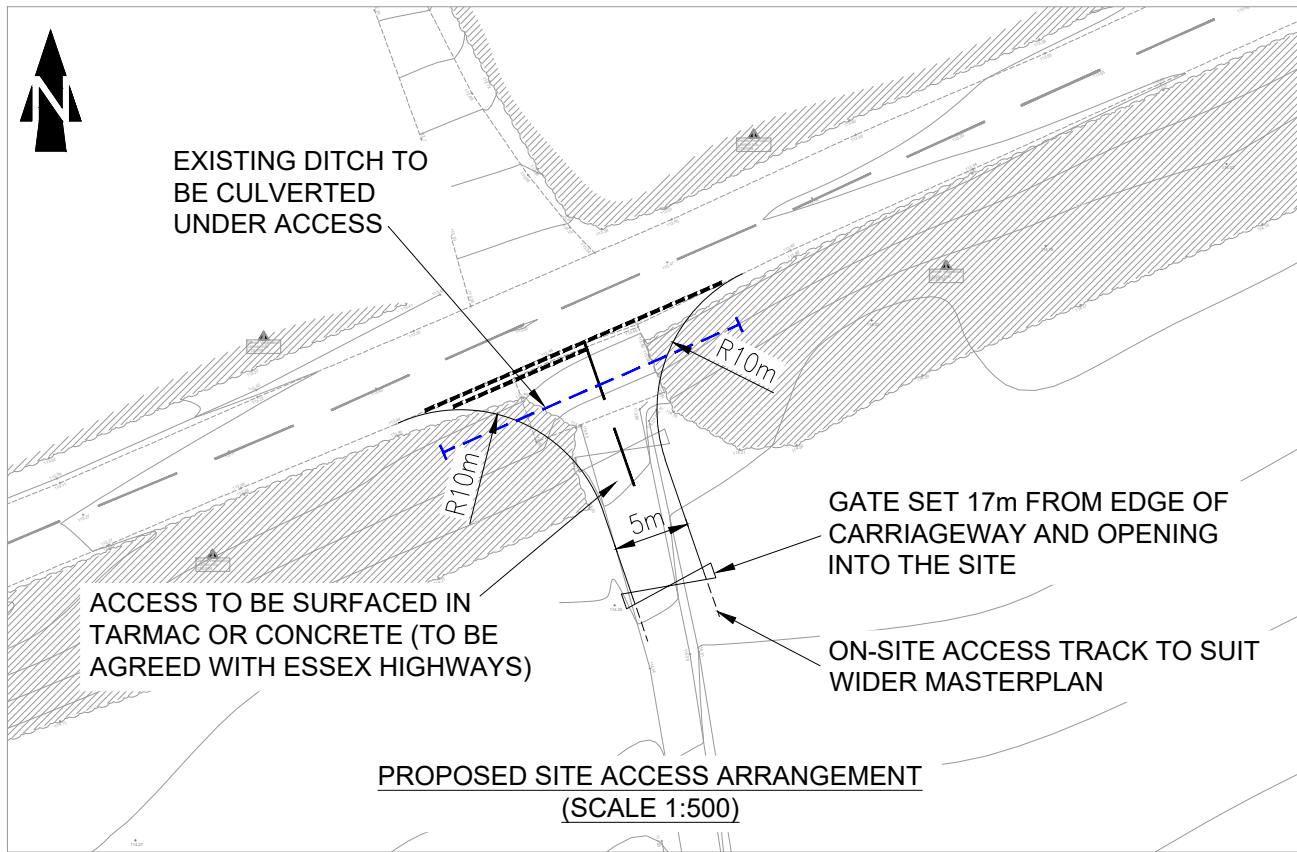 N
EXISTING DITCH TO
BE CULVERTED
UNDER ACCESS
R10m
R10m
5m
GATE SET 17m FROM EDGE OF
CARRIAGEWAY AND OPENING
INTO THE SITE
ACCESS TO BE SURFACED IN
TARMAC OR CONCRETE (TO BE
AGREED WITH ESSEX HIGHWAYS)
ON-SITE ACCESS TRACK TO SUIT
WIDER MASTERPLAN
PROPOSED SITE ACCESS ARRANGEMENT
(SCALE 1:500)